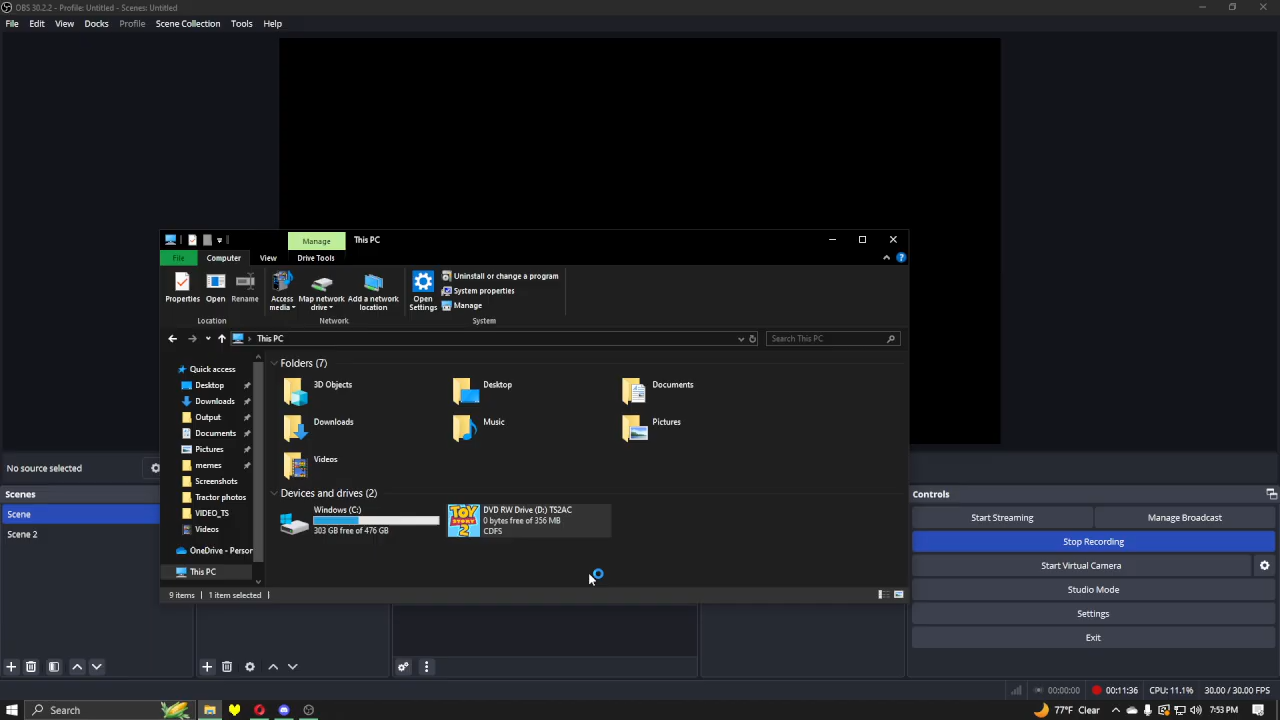 OBS 30.2.2 - Profile: Untitled - Scenes: Untitled
File Edit View Docks Profile Scene Collection Tools Help
Manage This PC
File Computer View Drive Tools
Properties Open Rename Access media Map network drive Add a network location Open Settings
Uninstall or change a program
System properties
Manage
Location Network System
This PC
Search This PC
Quick access
Desktop
Downloads
Output
Documents
Pictures
memes
Screenshots
Tractor photos
VIDEO_TS
Videos
OneDrive - Person
This PC
Folders (7)
3D Objects Desktop Documents
Downloads Music Pictures
Videos
Devices and drives (2)
Windows (C:)
303 GB free of 476 GB
TOY STORY 2
DVD RW Drive (D:) TS2AC
0 bytes free of 356 MB
CDFS
9 items 1 item selected
No source selected
Scenes
Scene
Scene 2
Controls
Start Streaming Manage Broadcast
Stop Recording
Start Virtual Camera
Studio Mode
Settings
Exit
00:00:00 00:11:36 CPU: 11.1% 30.00 / 30.00 FPS
Search
77°F Clear 7:53 PM